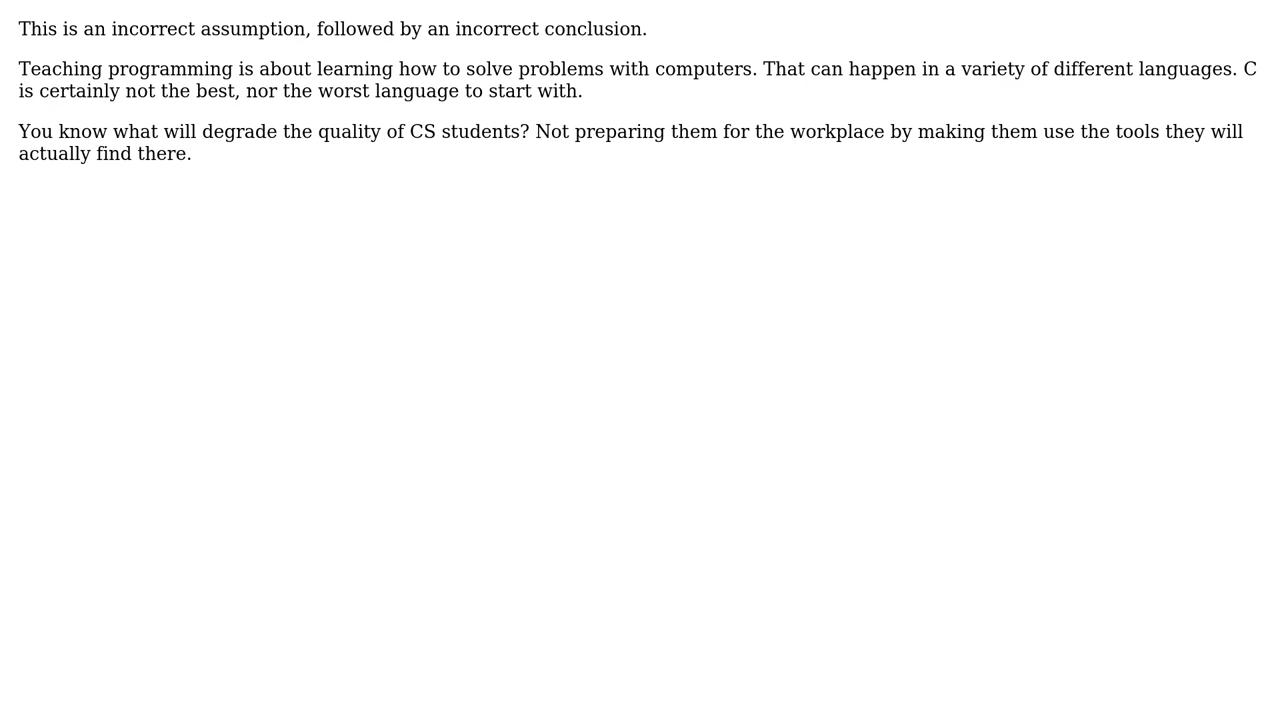 This is an incorrect assumption, followed by an incorrect conclusion.
Teaching programming is about learning how to solve problems with computers. That can happen in a variety of different languages. C
is certainly not the best, nor the worst language to start with.
You know what will degrade the quality of CS students? Not preparing them for the workplace by making them use the tools they will
actually find there.